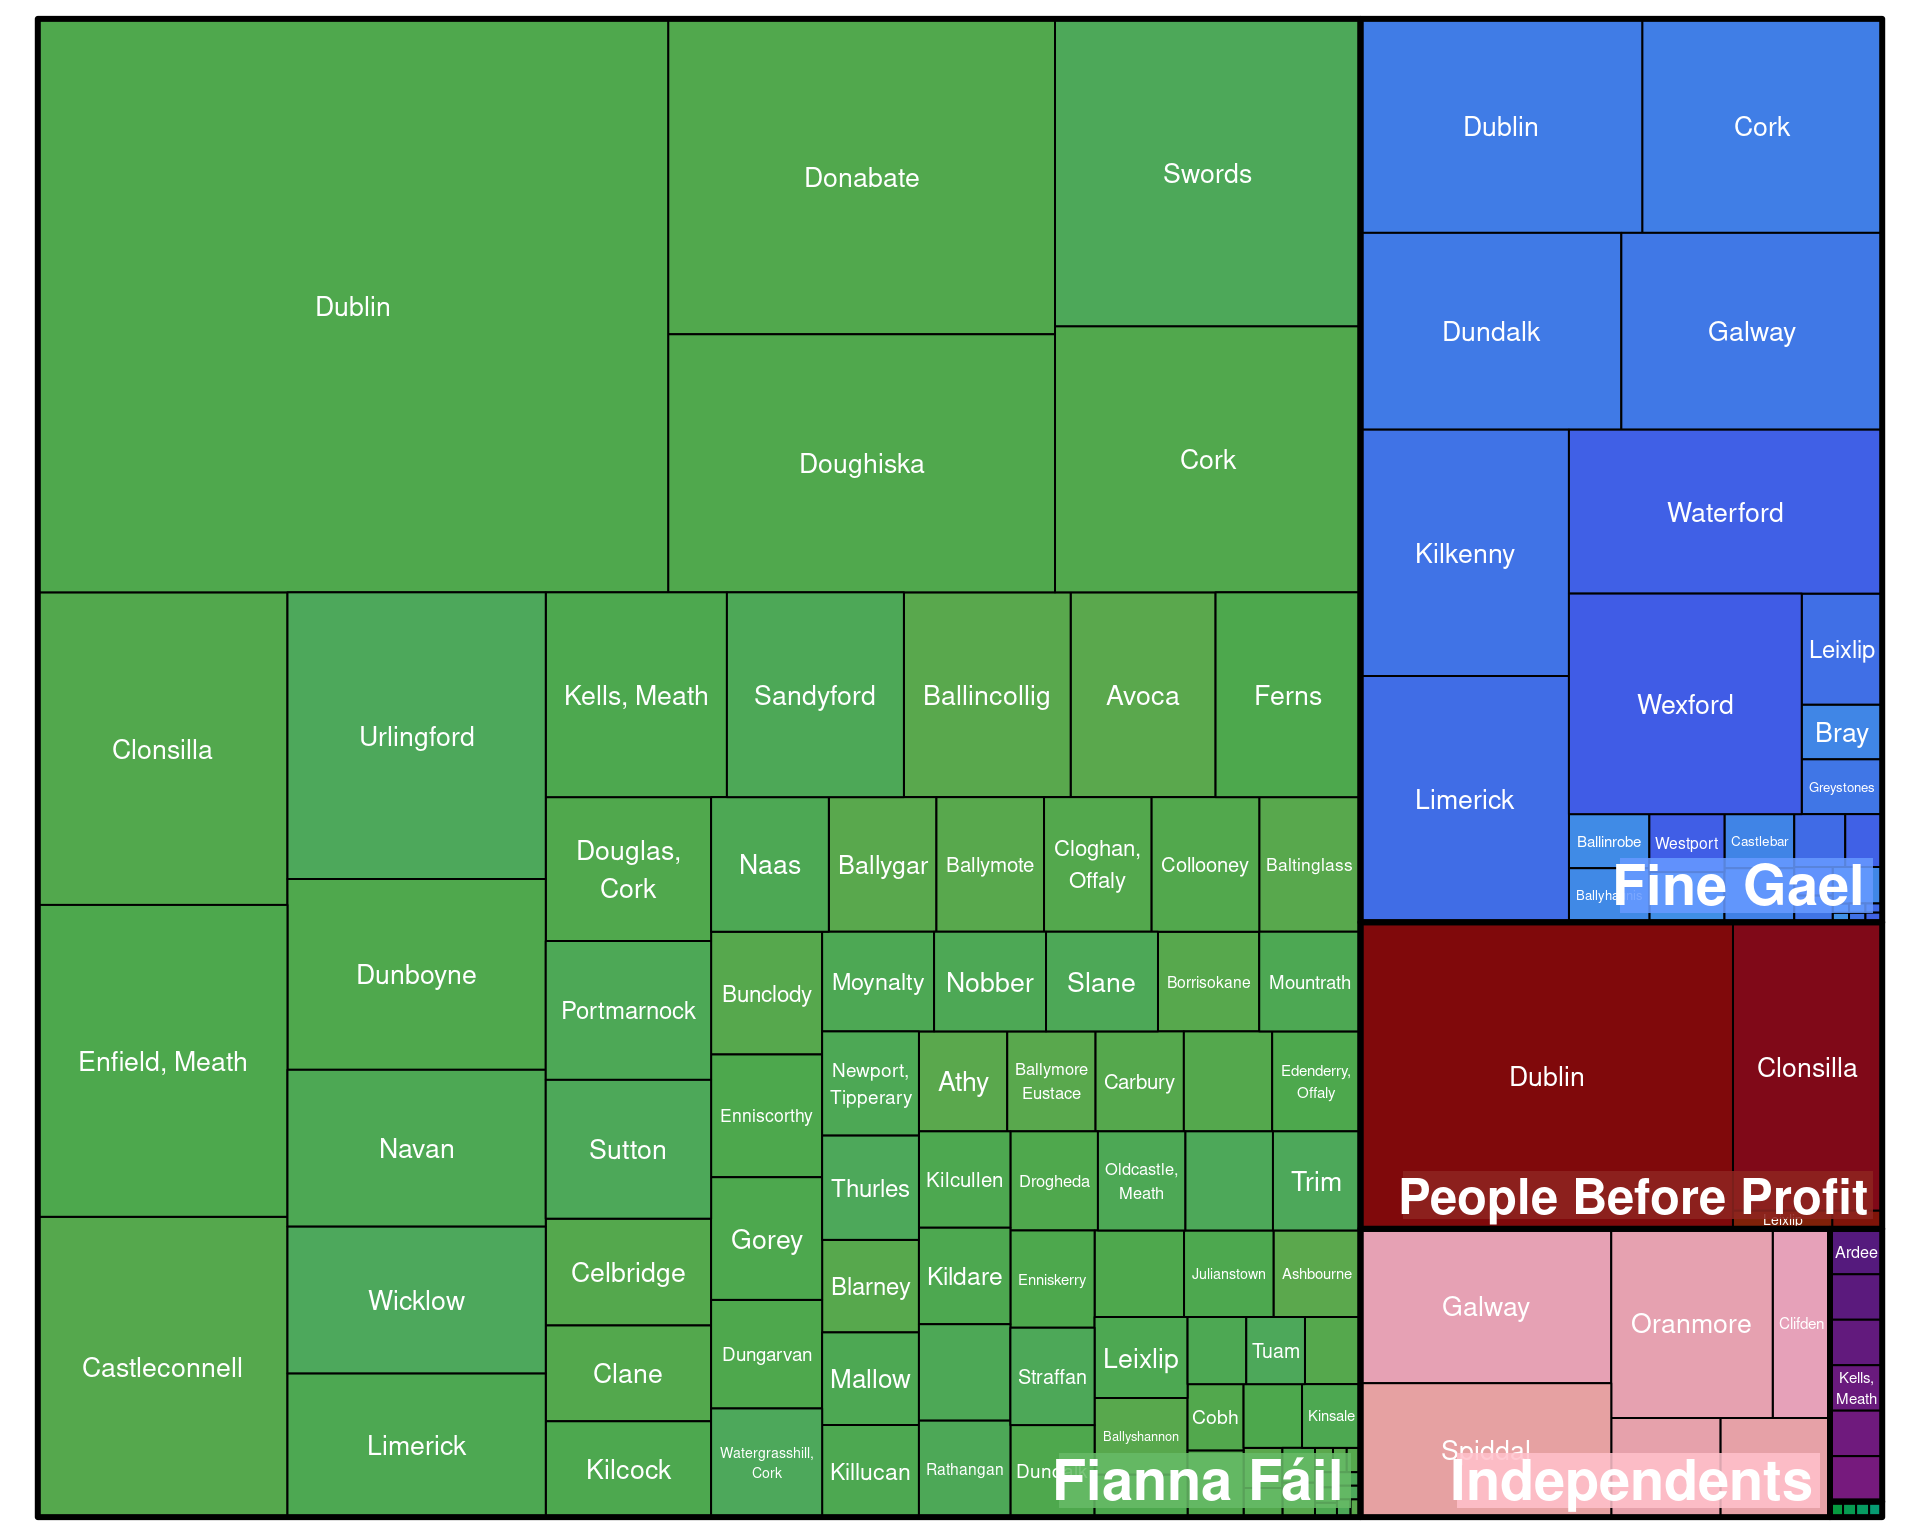 Dublin
Donabate
Swords
Doughiska
Cork
Clonsilla
Urlingford
Kells, Meath
Sandyford
Ballincollig
Avoca
Ferns
Enfield, Meath
Dunboyne
Douglas,
Cork
Naas
Ballygar
Ballymote
Cloghan,
Offaly
Collooney
Baltinglass
Portmarnock
Bunclody
Moynalty
Nobber
Slane
Borrisokane
Mountrath
Navan
Sutton
Enniscorthy
Newport,
Tipperary
Athy
Ballymore
Eustace
Carbury
Edenderry,
Offaly
Thurles
Kilcullen
Drogheda
Oldcastle,
Meath
Trim
Castleconnell
Wicklow
Celbridge
Gorey
Blarney
Kildare
Enniskerry
Julianstown
Ashbourne
Clane
Dungarvan
Mallow
Straffan
Leixlip
Tuam
Limerick
Kilcock
Watergrasshill,
Cork
Killucan
Rathangan
Cobh
Kinsale
Ballyshannon
Fianna Fáil
Dublin
Cork
Dundalk
Galway
Kilkenny
Waterford
Limerick
Wexford
Leixlip
Bray
Greystones
Ballinrobe
Westport
Castlebar
Fine Gael
Dublin
Clonsilla
People Before Profit
Leixlip
Galway
Oranmore
Clifden
Spiddal
Independents
Ardee
Kells,
Meath